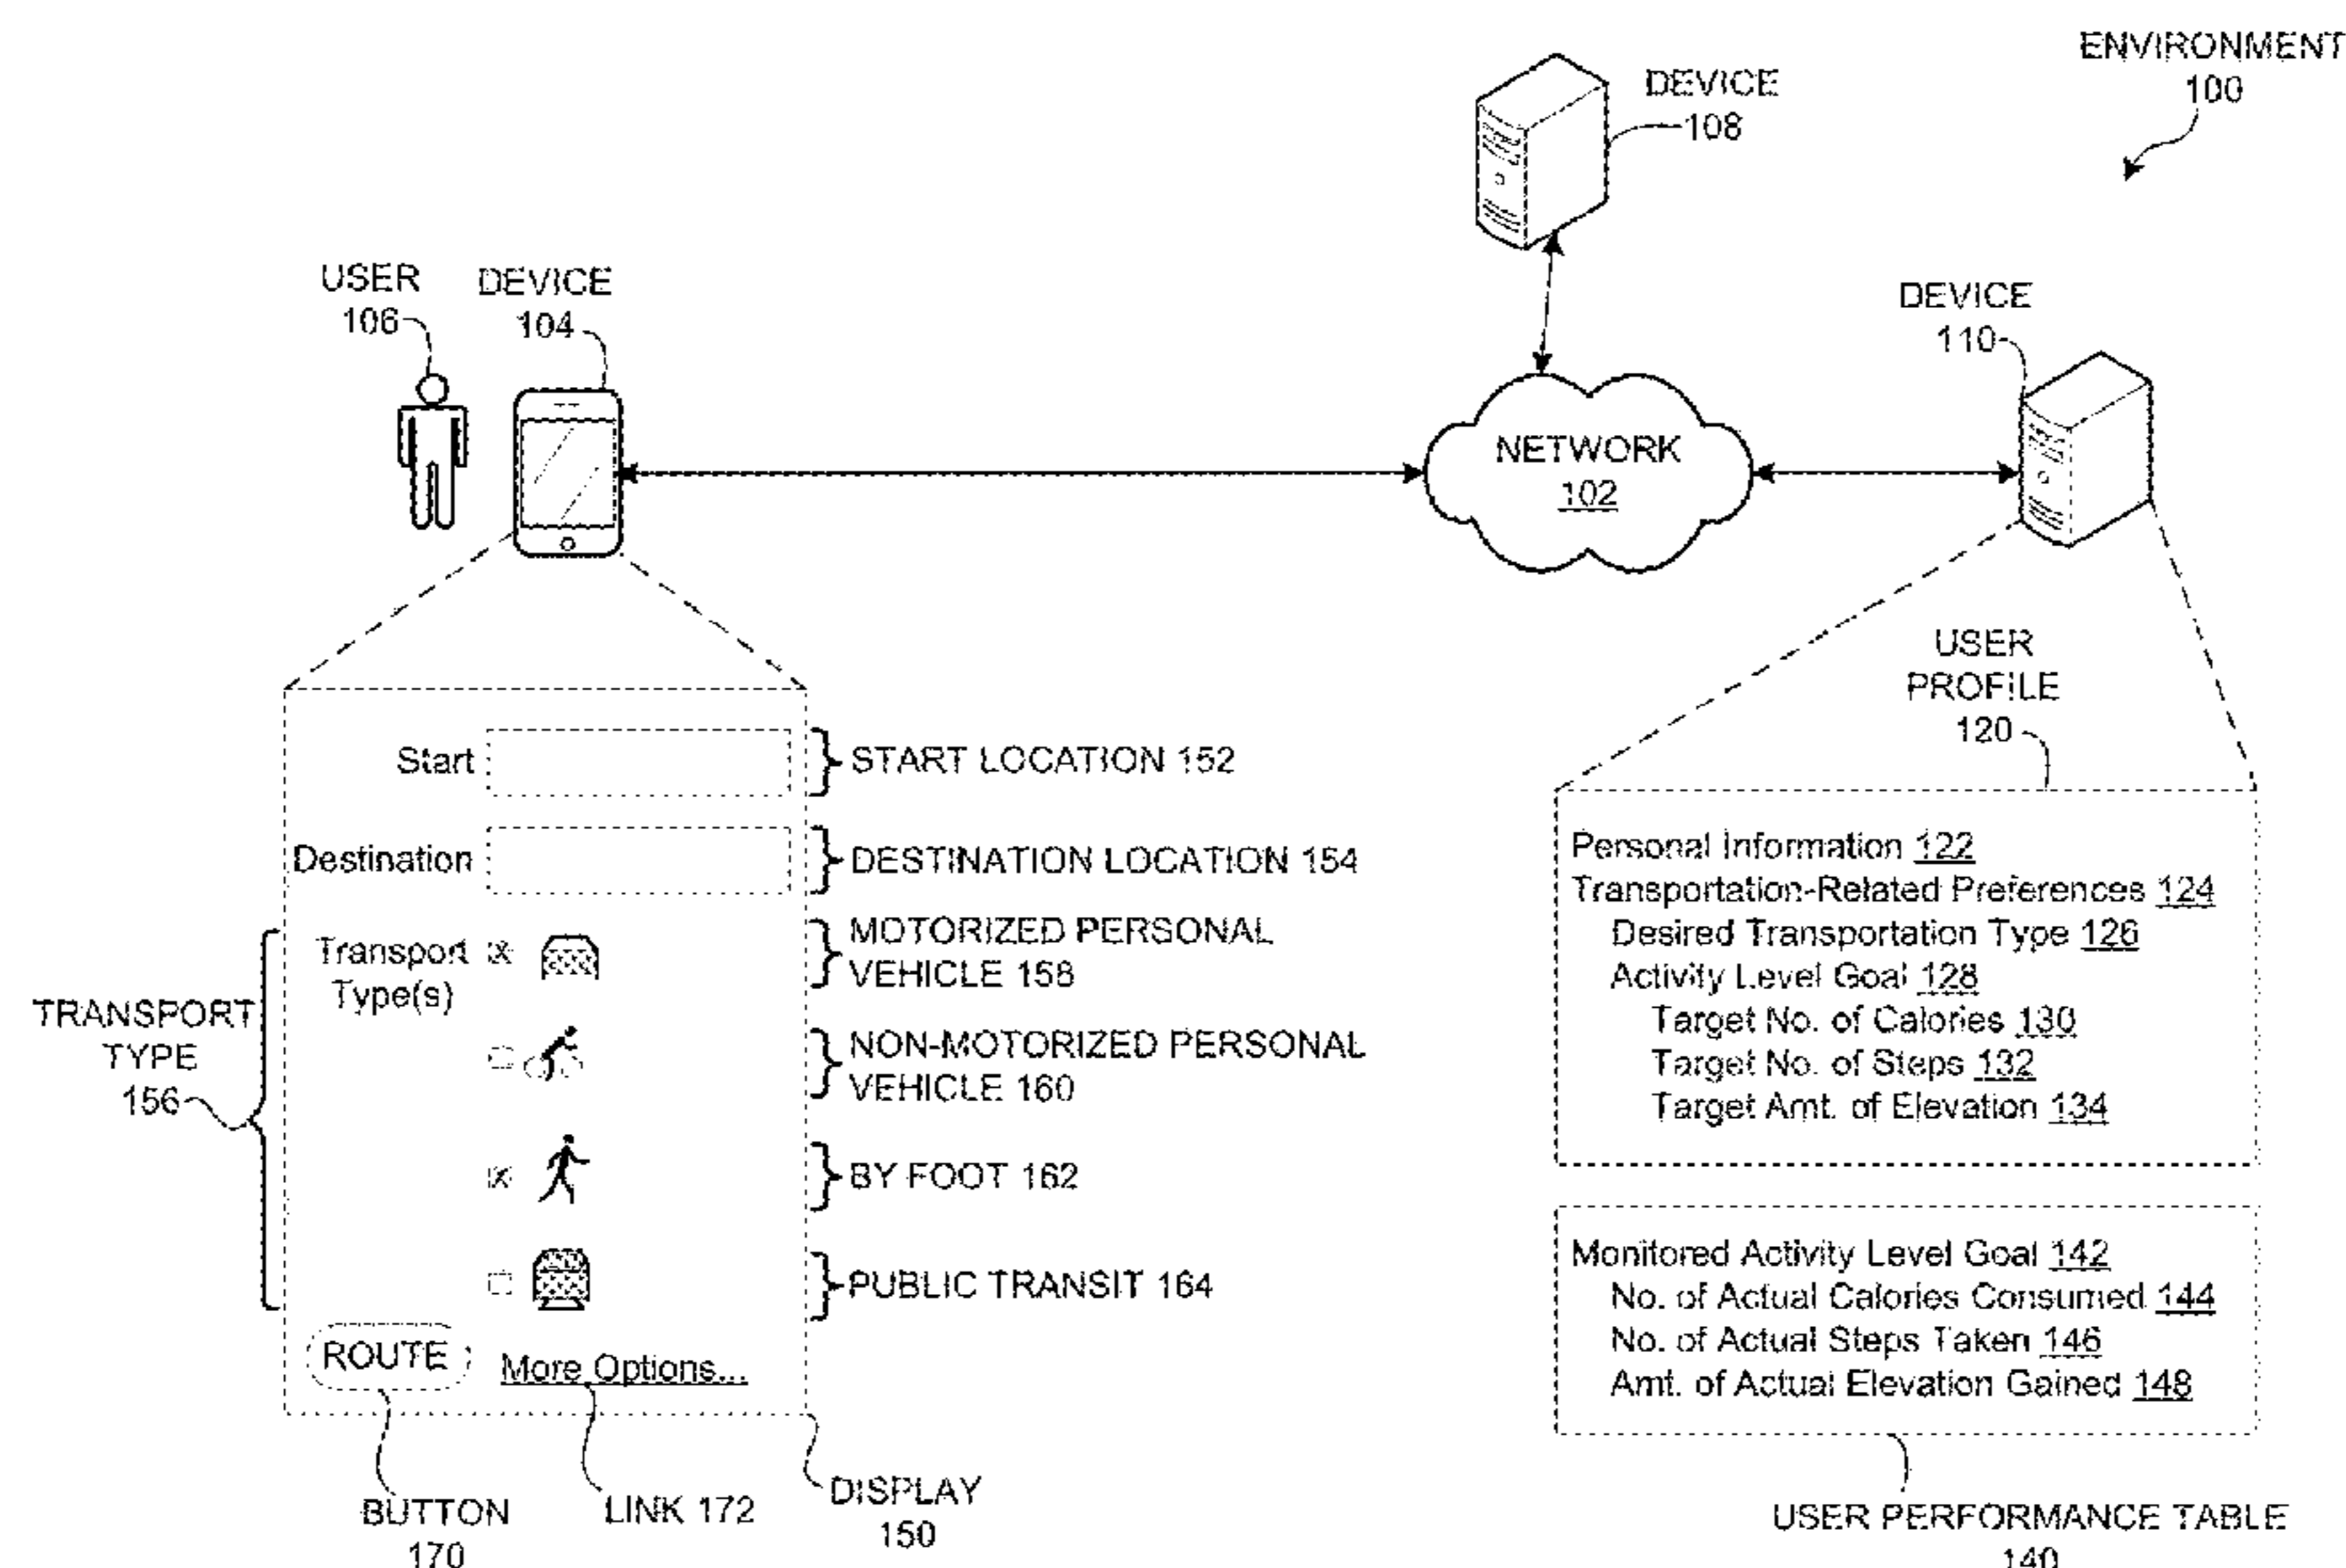 ENVIRONMENT
100
DEVICE
108
USER
106
DEVICE
104
DEVICE
110
NETWORK
102
USER
PROFILE
120
Start
START LOCATION 152
Destination
DESTINATION LOCATION 154
Transport
Type(s)
MOTORIZED PERSONAL
VEHICLE 158
TRANSPORT
TYPE
156
NON-MOTORIZED PERSONAL
VEHICLE 160
BY FOOT 162
PUBLIC TRANSIT 164
ROUTE
More Options...
BUTTON
170
LINK 172
DISPLAY
150
Personal Information 122
Transportation-Related Preferences 124
Desired Transportation Type 126
Activity Level Goal 128
Target No. of Calories 130
Target No. of Steps 132
Target Amt. of Elevation 134
Monitored Activity Level Goal 142
No. of Actual Calories Consumed 144
No. of Actual Steps Taken 146
Amt. of Actual Elevation Gained 148
USER PERFORMANCE TABLE
140